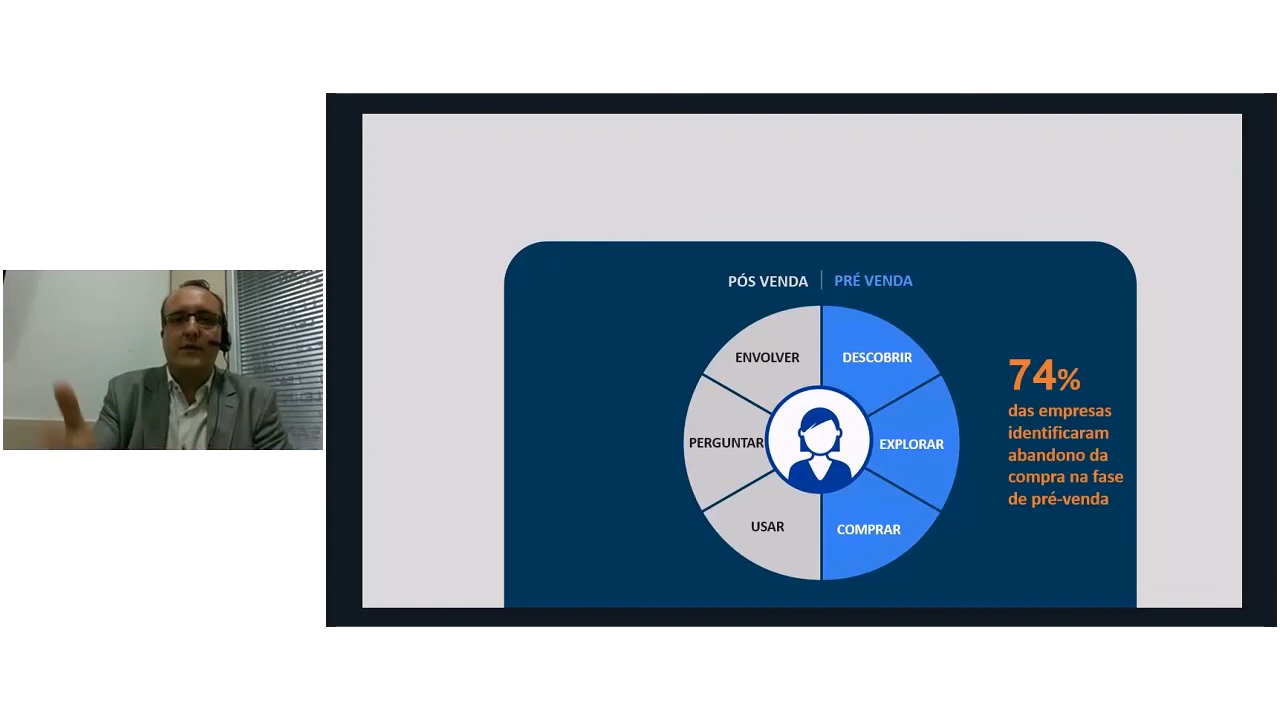 PÓS VENDA | PRÉ VENDA
ENVOLVER
DESCOBRIR
PERGUNTAR
EXPLORAR
USAR
COMPRAR
74%
das empresas
identificaram
abandono da
compra na fase
de pré-venda